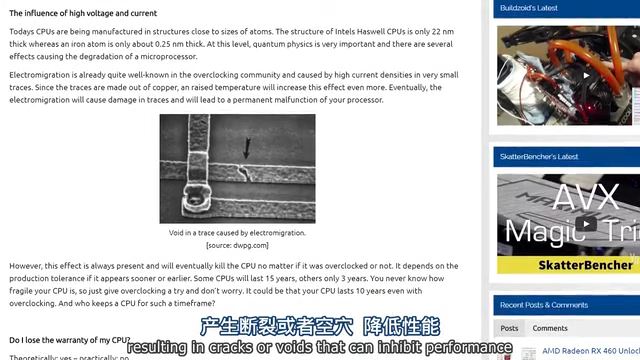 The influence of high voltage and current
Todays CPUs are being manufactured in structures close to sizes of atoms. The structure of Intels Haswell CPUs is only 22 nm
thick whereas an iron atom is only about 0.25 nm thick. At this level, quantum physics is very important and there are several
effects causing the degradation of a microprocessor.
Electromigration is already quite well-known in the overclocking community and caused by high current densities in very small
traces. Since the traces are made out of copper, an raised temperature will increase this effect even more. Eventually, the
electromigration will cause damage in traces and will lead to a permanent malfunction of your processor.
Void in a trace caused by electromigration.
[source: dwpg.com]
However, this effect is always present and will eventually kill the CPU no matter if it was overclocked or not. It depends on the
production tolerance if it appears sooner or earlier. Some CPUs will last 15 years, others only 3 years. You never know how
fragile your CPU is, so just give overclocking a try and don't worry. It could be that your CPU lasts 10 years even with
overclocking. And who keeps a CPU for such a timeframe?
Do I lose the warranty of my CPU?
Theoretically: yes – practically: no
产生断裂或者空穴 降低性能
resulting in cracks or voids that can inhibit performance
Buildzoid's Latest
SkatterBencher's Latest
AVX
Magic Tri
SkatterBencher
Recent Posts
Posts
Comments
AMD Radeon RX 460 Unlo